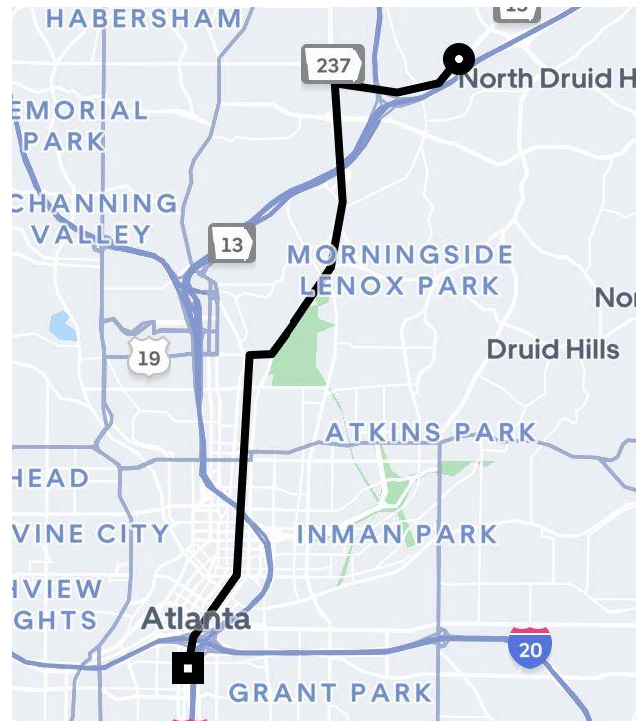 HABERSHAM
13
237
North Druid H
EMORIAL
PARK
CHANNING
VALLEY
13
MORNINGSIDE
LENOX PARK
Nor
19
Druid Hills
ATKINS PARK
HEAD
VINE CITY
INMAN PARK
HVIEW
GHTS
Atlanta
20
GRANT PARK